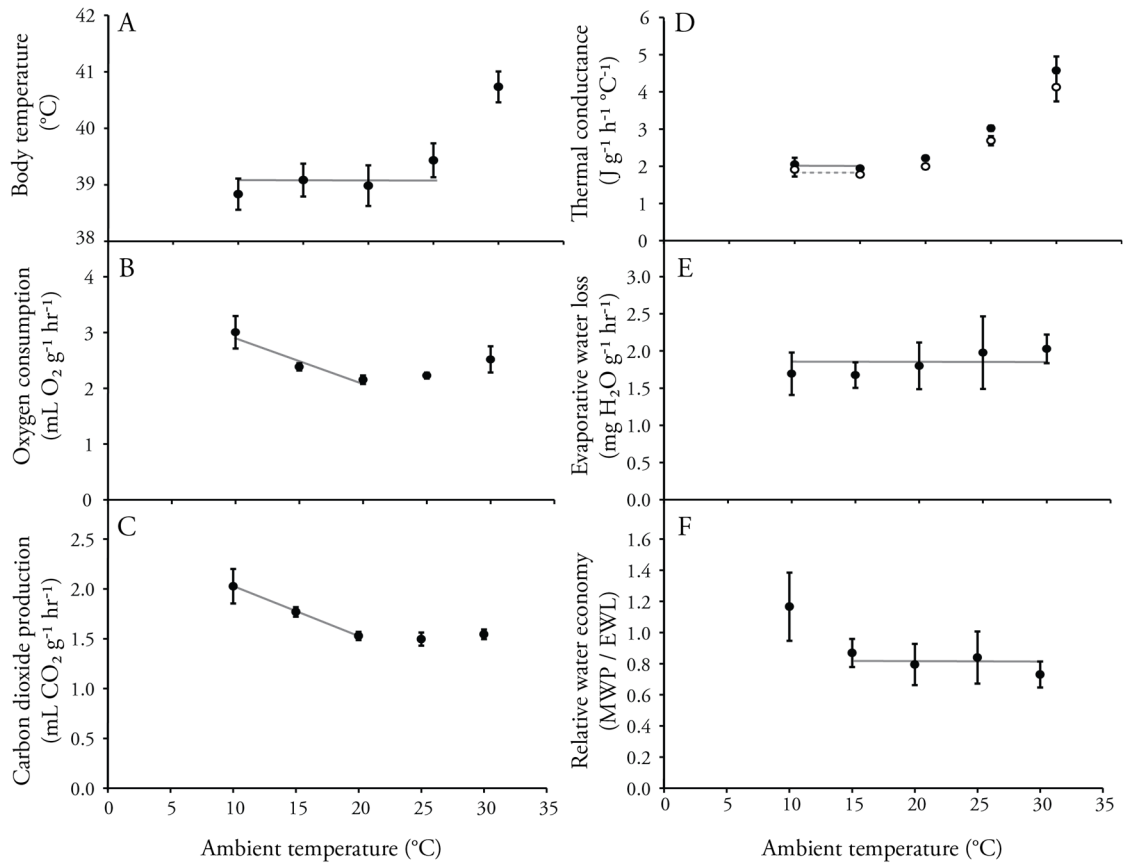 A
Body temperature
(°C)
42
41
40
39
38
B
Oxygen consumption
(mL O₂ g⁻¹ hr⁻¹)
4
3
2
1
0
C
Carbon dioxide production
(mL CO₂ g⁻¹ hr⁻¹)
2.5
2.0
1.5
1.0
0.5
0.0
0 5 10 15 20 25 30 35
Ambient temperature (°C)
D
Thermal conductance
(J g⁻¹ h⁻¹ °C⁻¹)
6
5
4
3
2
1
0
E
Evaporative water loss
(mg H₂O g⁻¹ hr⁻¹)
3.0
2.5
2.0
1.5
1.0
0.5
0.0
F
Relative water economy
(MWP / EWL)
1.6
1.4
1.2
1.0
0.8
0.6
0.4
0.2
0.0
0 5 10 15 20 25 30 35
Ambient temperature (°C)